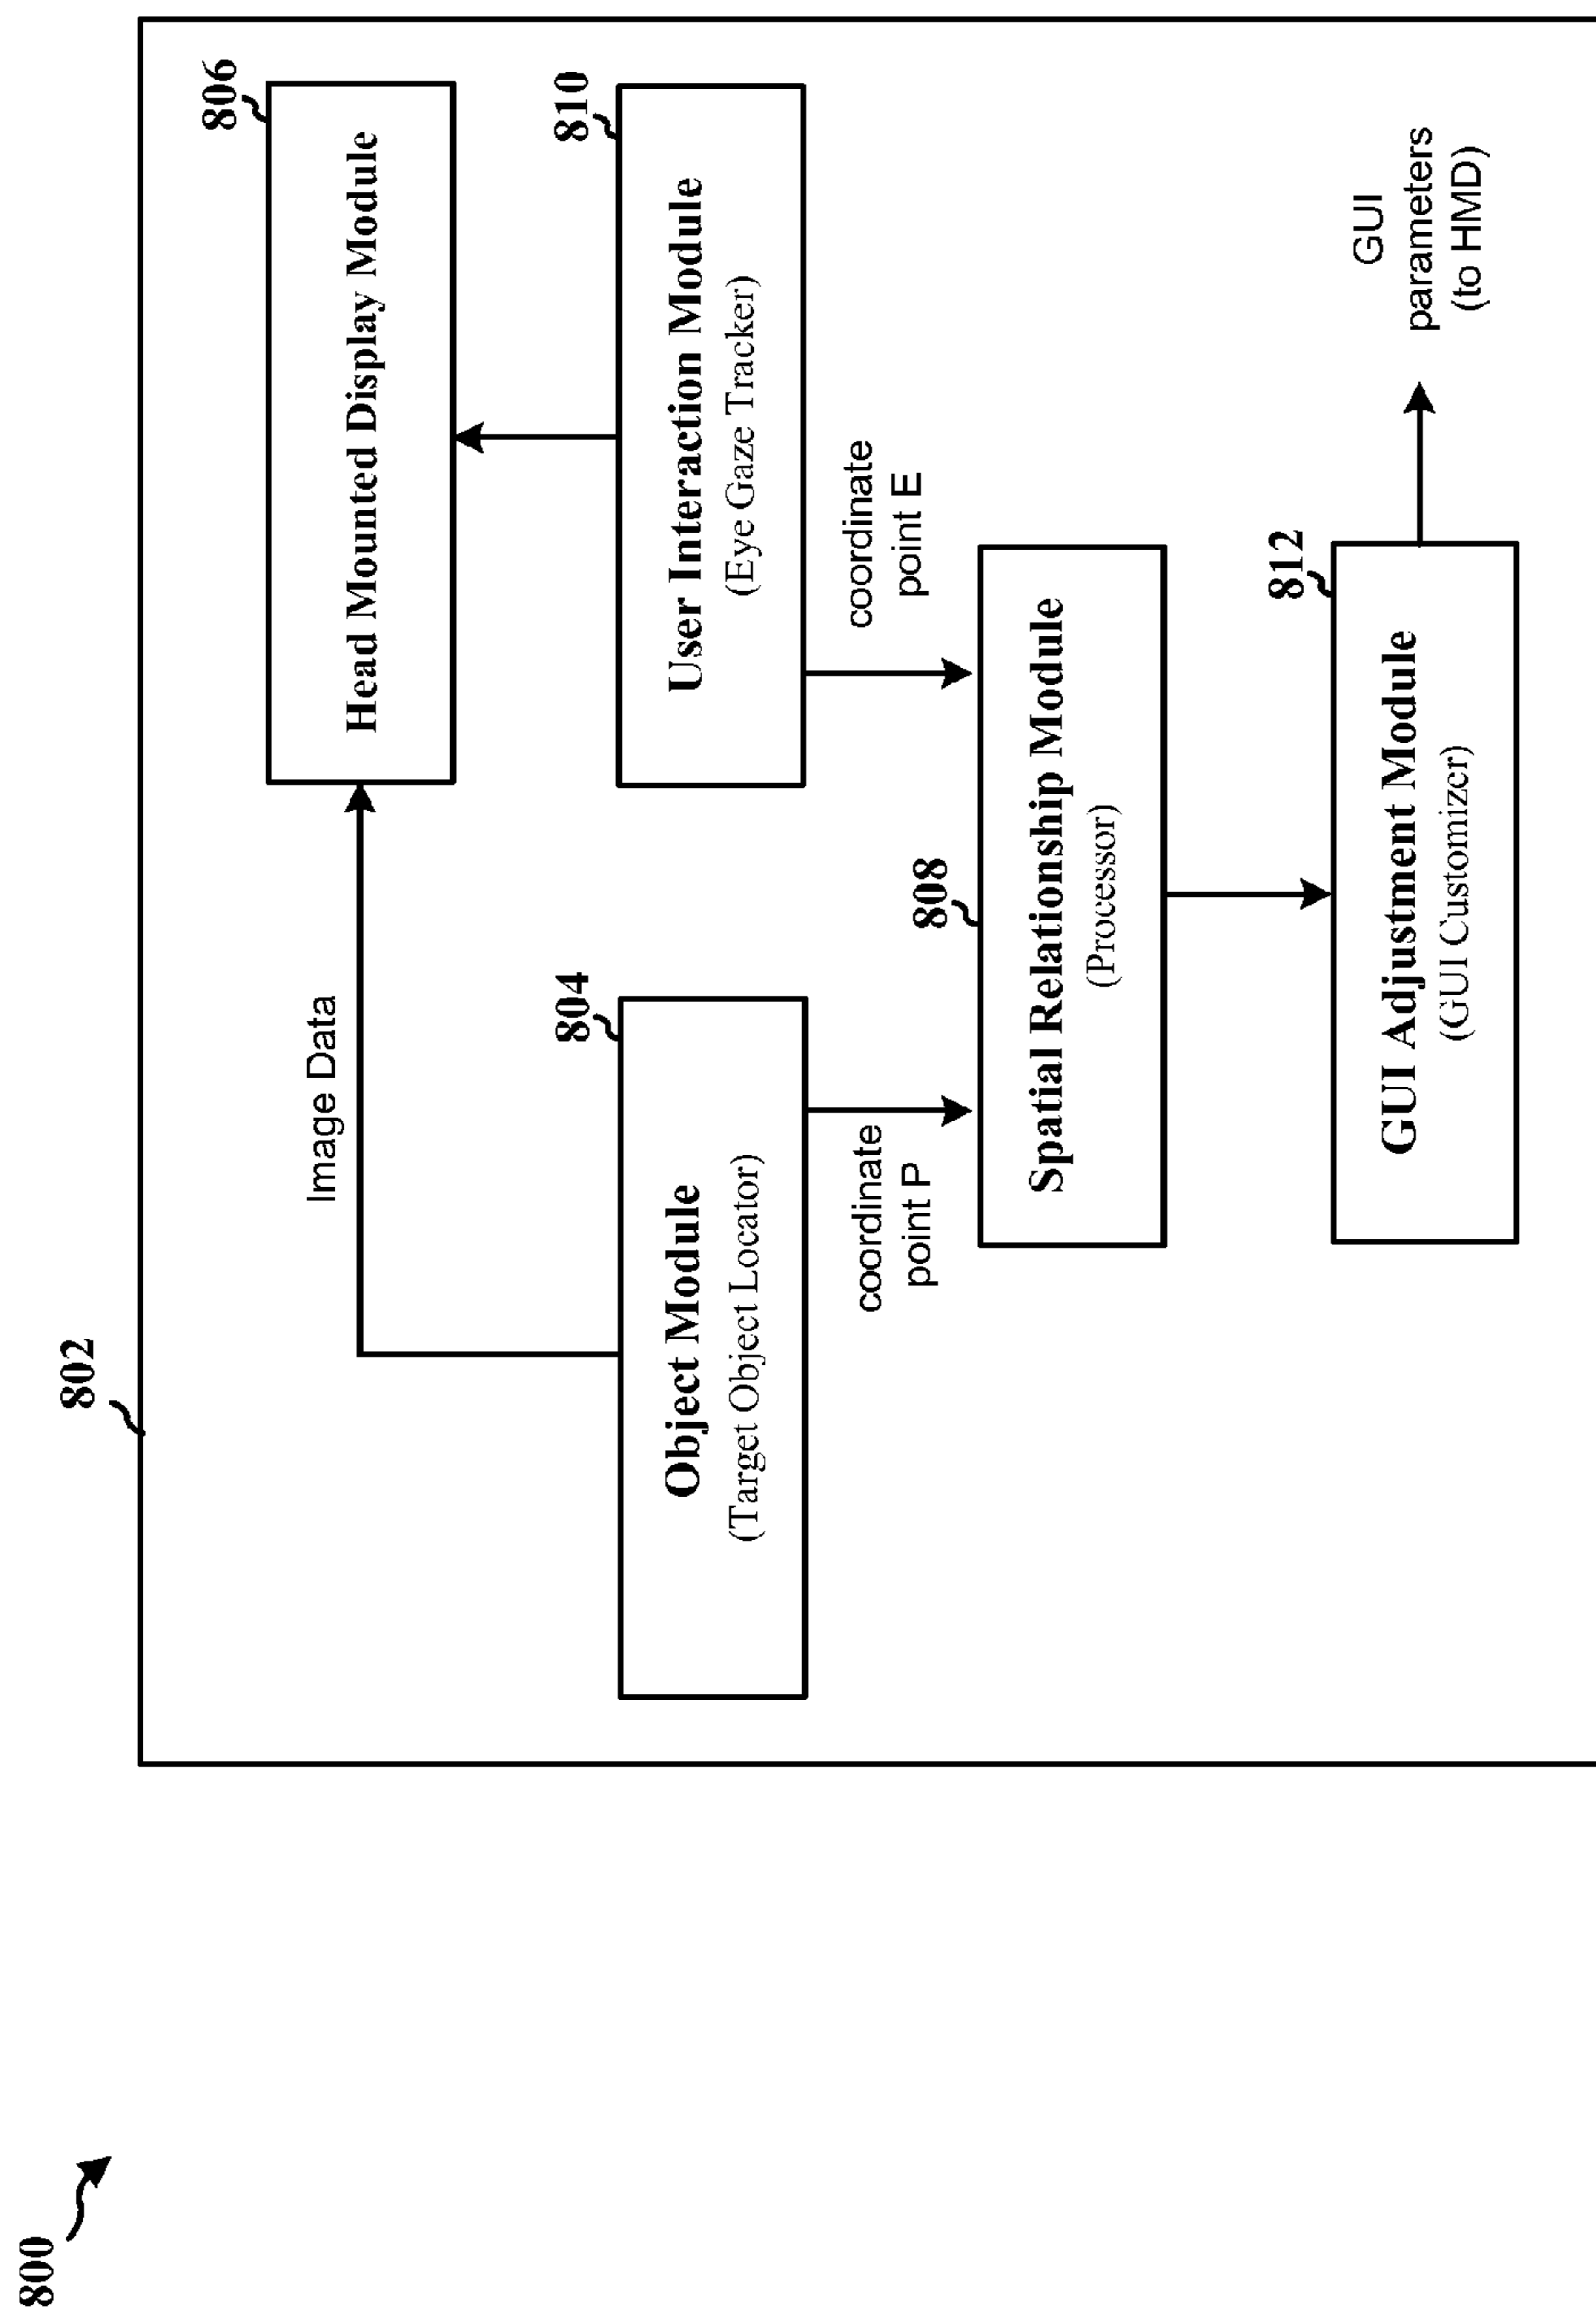 800
802
806
Image Data
Head Mounted Display Module
804
Object Module
(Target Object Locator)
810
User Interaction Module
(Eye Gaze Tracker)
coordinate
point P
coordinate
point E
808
Spatial Relationship Module
(Processor)
812
GUI Adjustment Module
(GUI Customizer)
GUI
parameters
(to HMD)